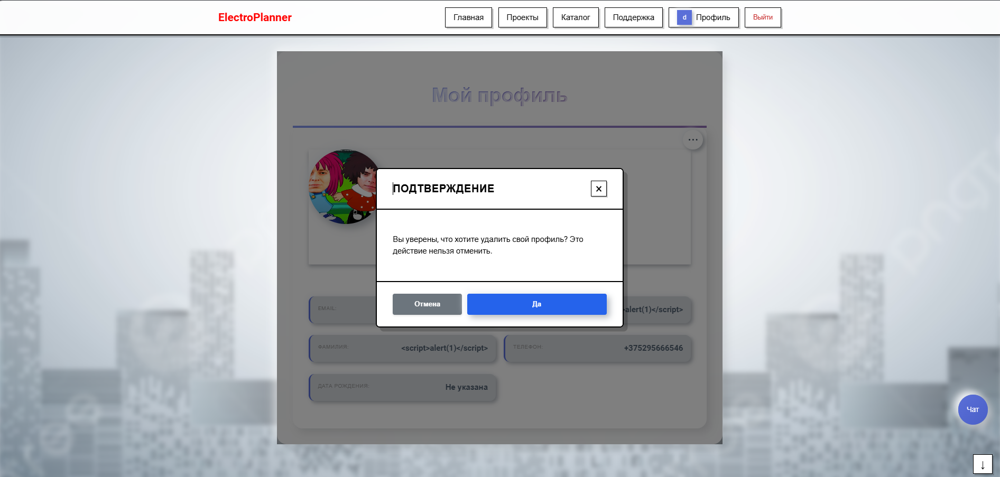 ElectroPlanner
Главная
Проекты
Каталог
Поддержка
d Профиль
Выйти
Мой профиль
...
ПОДТВЕРЖДЕНИЕ
×
Вы уверены, что хотите удалить свой профиль? Это
действие нельзя отменить.
Отмена
Да
EMAIL:
>alert(1)</script>
ФАМИЛИЯ:
<script>alert(1)</script>
ТЕЛЕФОН:
+375295666546
ДАТА РОЖДЕНИЯ:
Не указана
Чат
↓